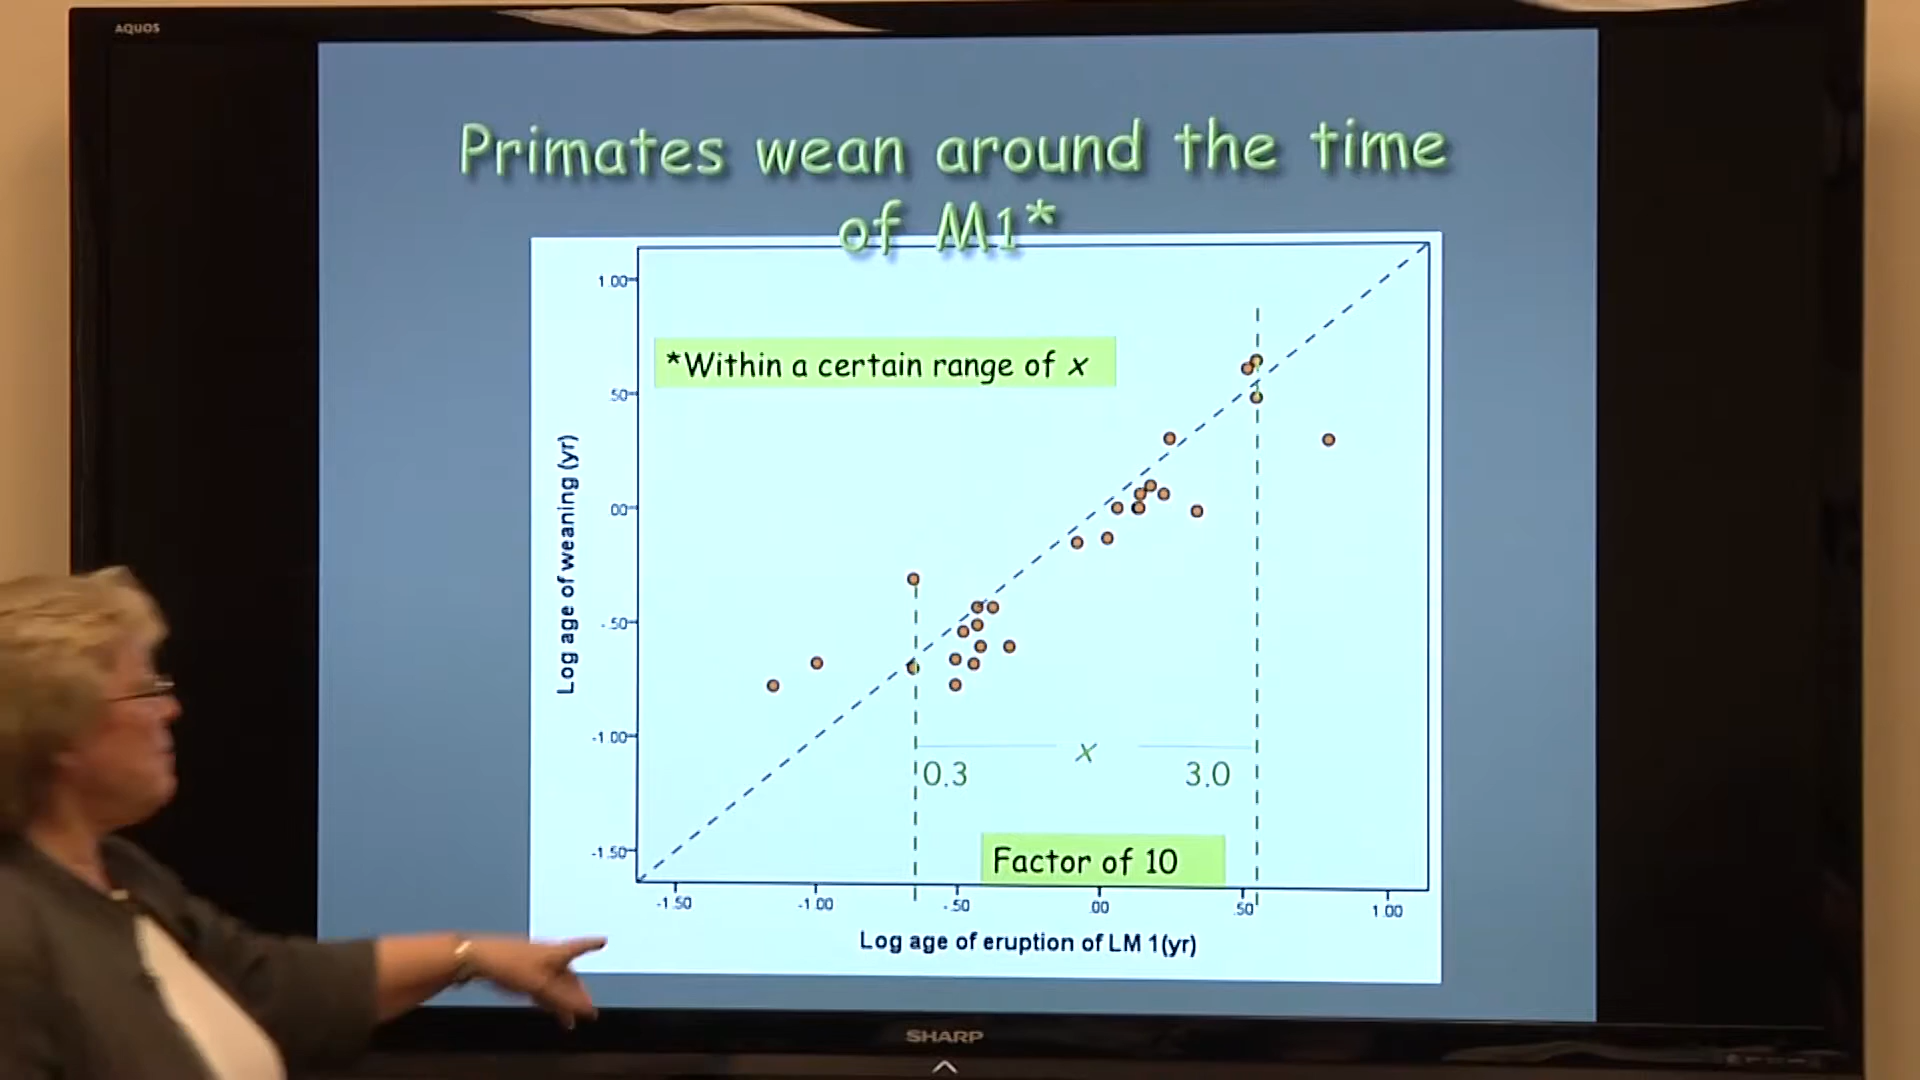 AQUOS
Primates wean around the time
of M1*
1.00
*Within a certain range of x
.50
Log age of weaning (yr)
.00
-.50
-1.00
x
0.3
3.0
-1.50
Factor of 10
-1.50
-1.00
-.50
.00
.50
1.00
Log age of eruption of LM 1(yr)
SHARP